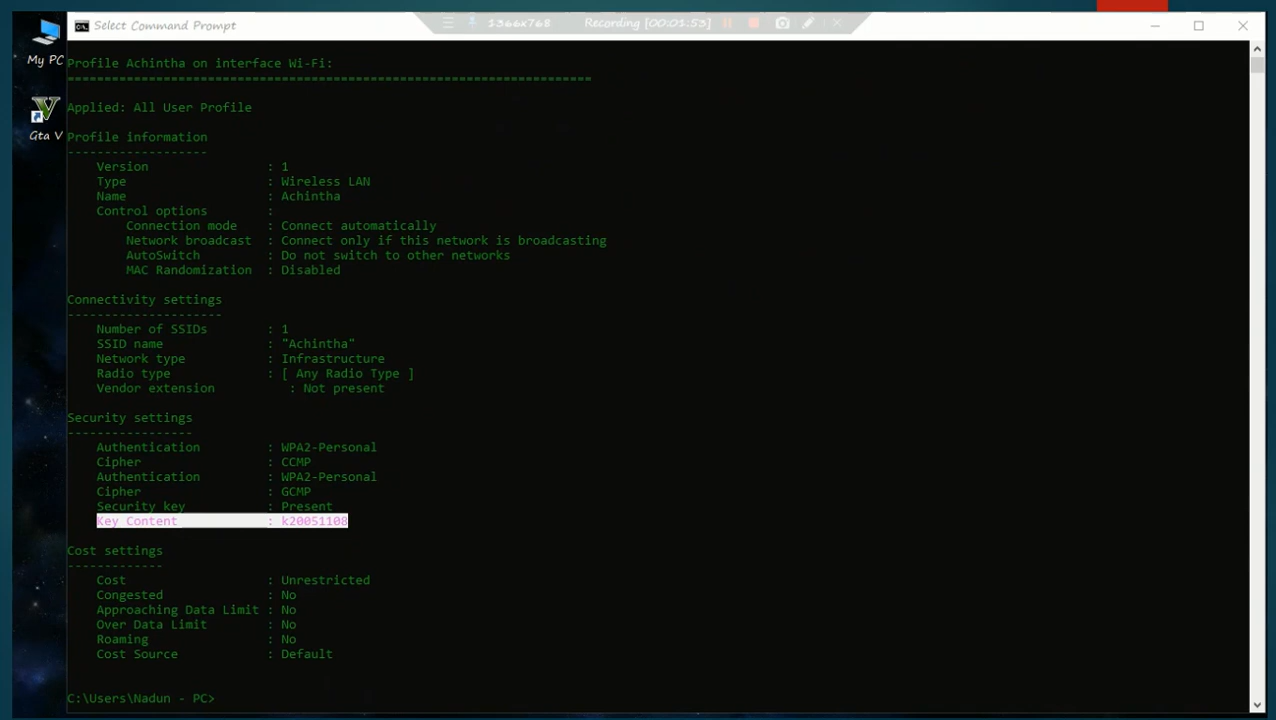 Select Command Prompt
1366x768
Recording [00:01:53]
My PC
Gta V
Profile Achintha on interface Wi-Fi:
=======================================================================
Applied: All User Profile
Profile information
-------------------
Version : 1
Type : Wireless LAN
Name : Achintha
Control options :
Connection mode : Connect automatically
Network broadcast : Connect only if this network is broadcasting
AutoSwitch : Do not switch to other networks
MAC Randomization : Disabled
Connectivity settings
---------------------
Number of SSIDs : 1
SSID name : "Achintha"
Network type : Infrastructure
Radio type : [ Any Radio Type ]
Vendor extension : Not present
Security settings
-----------------
Authentication : WPA2-Personal
Cipher : CCMP
Authentication : WPA2-Personal
Cipher : GCMP
Security key : Present
Key Content : k20051108
Cost settings
-------------
Cost : Unrestricted
Congested : No
Approaching Data Limit : No
Over Data Limit : No
Roaming : No
Cost Source : Default
C:\Users\Nadun - PC>